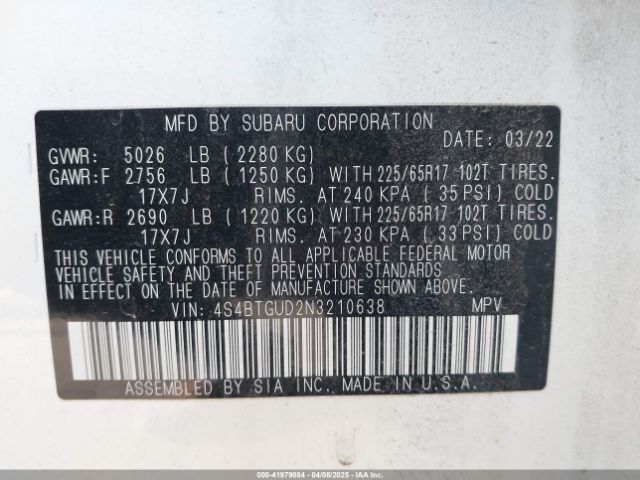 MFD BY SUBARU CORPORATION
DATE: 03/22
GVWR: 5026 LB (2280 KG)
GAWR:F 2756 LB (1250 KG) WITH 225/65R17 102T TIRES.
17X7J RIMS. AT 240 KPA ( 35 PSI) COLD
GAWR:R 2690 LB (1220 KG) WITH 225/65R17 102T TIRES.
17X7J RIMS. AT 230 KPA ( 33 PSI) COLD
THIS VEHICLE CONFORMS TO ALL APPLICABLE FEDERAL MOTOR
VEHICLE SAFETY AND THEFT PREVENTION STANDARDS
IN EFFECT ON THE DATE OF MANUFACTURE SHOWN ABOVE.
VIN: 4S4BTGUD2N3210638 MPV
ASSEMBLED BY SIA INC. MADE IN U.S.A.
000-41979884 04/08/2025 - IAA Inc.